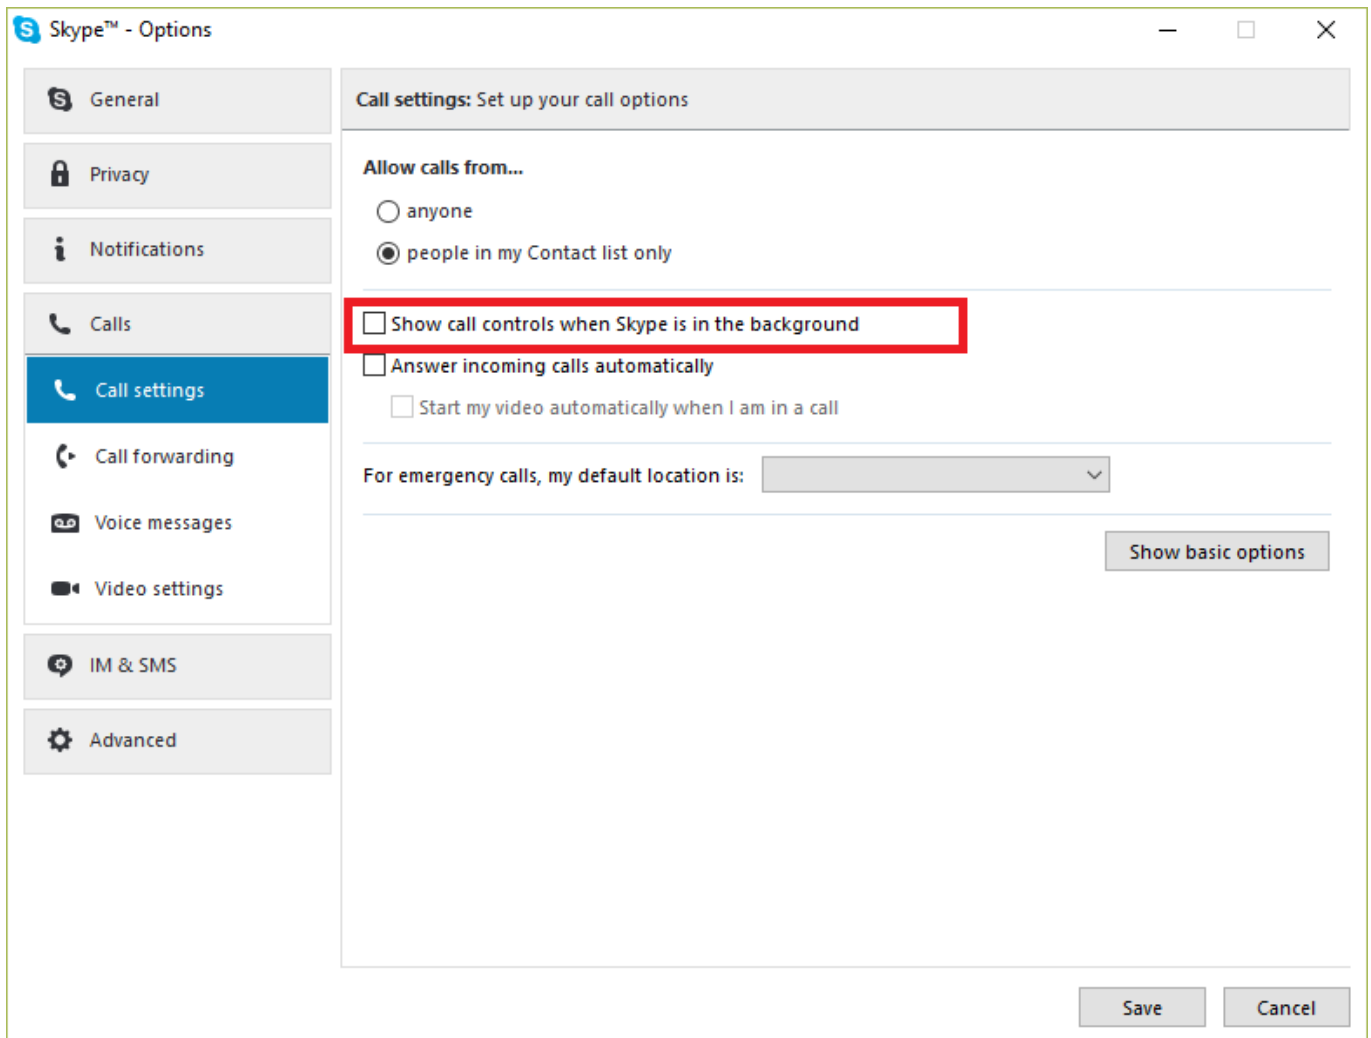 Skype™ - Options
General
Privacy
Notifications
Calls
Call settings
Call forwarding
Voice messages
Video settings
IM & SMS
Advanced
Call settings: Set up your call options
Allow calls from...
anyone
people in my Contact list only
Show call controls when Skype is in the background
Answer incoming calls automatically
Start my video automatically when I am in a call
For emergency calls, my default location is:
Show basic options
Save
Cancel